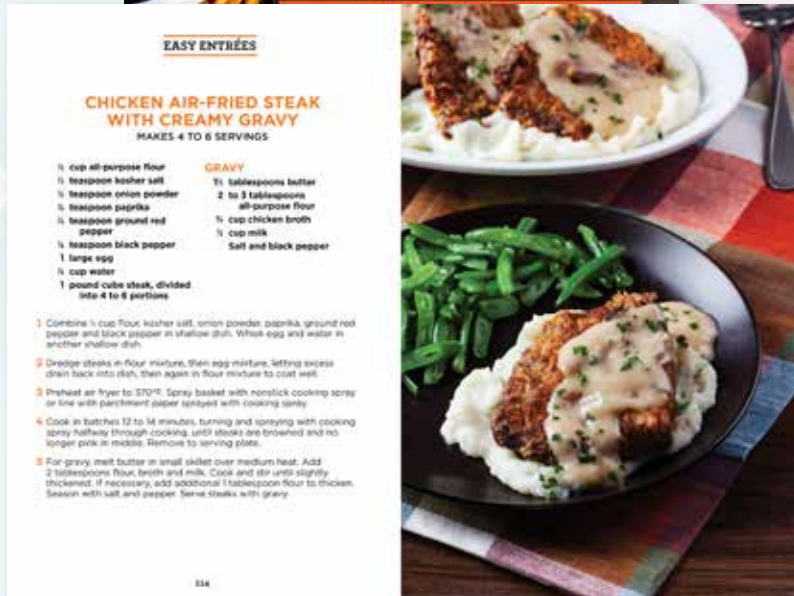 EASY ENTRÉES
CHICKEN AIR-FRIED STEAK
WITH CREAMY GRAVY
MAKES 4 TO 6 SERVINGS
cup all-purpose flour
teaspoon kosher salt
teaspoon onion powder
teaspoon paprika
teaspoon ground red
pepper
teaspoon black pepper
1 large egg
cup water
1 pound cube steak, divided
into 4 to 6 portions
GRAVY
tablespoons butter
2 to 3 tablespoons
all-purpose flour
cup chicken broth
cup milk
Salt and black pepper
1 Combine cup flour, kosher salt, onion powder, paprika, ground red
pepper and black pepper in shallow dish. Whisk egg and water in
another shallow dish.
2 Dredge steaks in flour mixture, then egg mixture, letting excess
drain back into dish, then again in flour mixture to coat well.
3 Preheat air fryer to 370°F. Spray basket with nonstick cooking spray
or line with parchment paper sprayed with cooking spray.
4 Cook in batches 12 to 14 minutes, turning and spraying with cooking
spray halfway through cooking, until steaks are browned and no
longer pink in middle. Remove to serving plate.
5 For gravy, melt butter in small skillet over medium heat. Add
2 tablespoons flour, broth and milk. Cook and stir until slightly
thickened. If necessary, add additional 1 tablespoon flour to thicken.
Season with salt and pepper. Serve steaks with gravy.